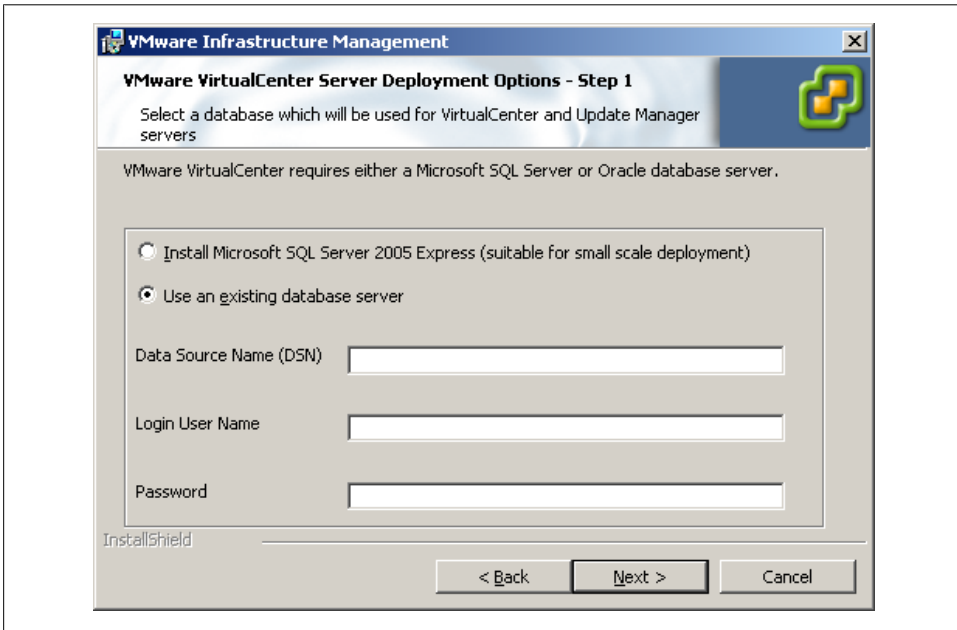 VMware Infrastructure Management
VMware VirtualCenter Server Deployment Options - Step 1
Select a database which will be used for VirtualCenter and Update Manager
servers
VMware VirtualCenter requires either a Microsoft SQL Server or Oracle database server.
Install Microsoft SQL Server 2005 Express (suitable for small scale deployment)
Use an existing database server
Data Source Name (DSN)
Login User Name
Password
InstallShield
< Back Next > Cancel